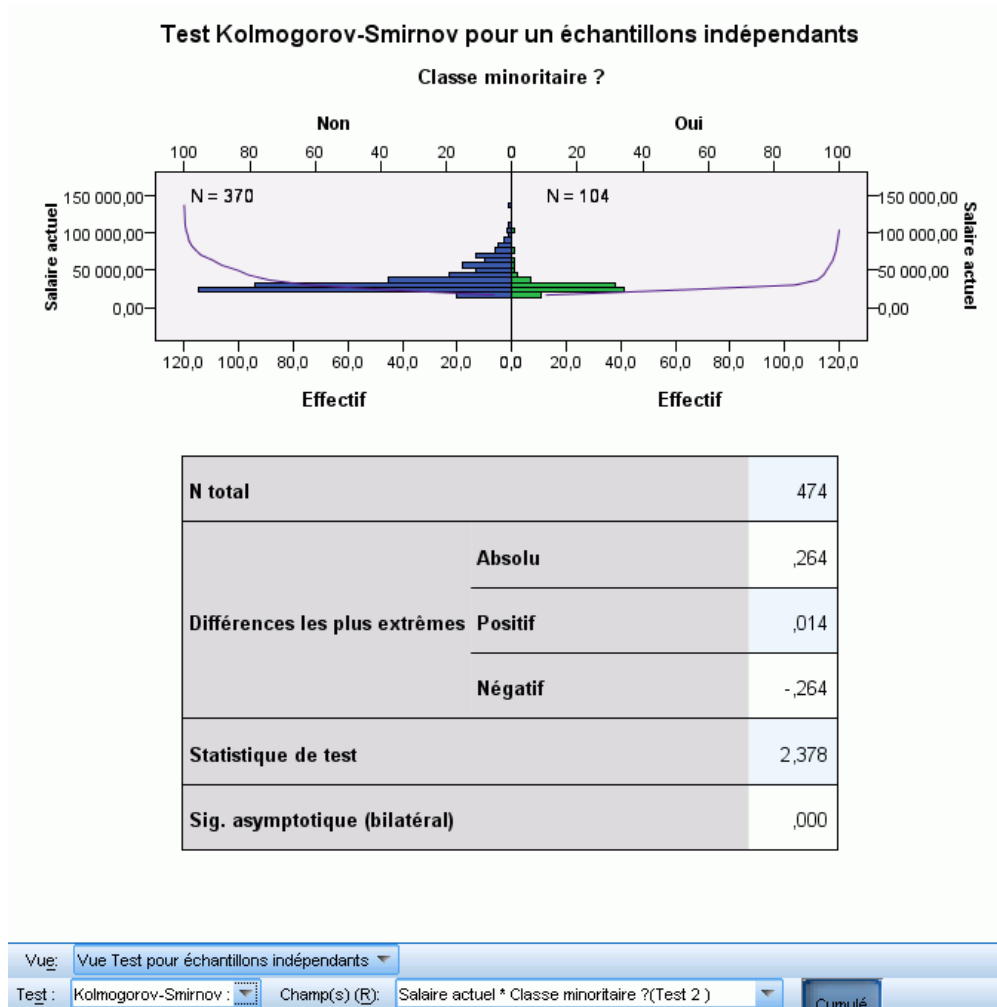 Test Kolmogorov-Smirnov pour un échantillons indépendants
Classe minoritaire ?
Non Oui
100 80 60 40 20 0 20 40 60 80 100
N = 370 N = 104
150 000,00 150 000,00
100 000,00 100 000,00
50 000,00 50 000,00
0,00 0,00
Salaire actuel Salaire actuel
120,0 100,0 80,0 60,0 40,0 20,0 0,0 20,0 40,0 60,0 80,0 100,0 120,0
Effectif Effectif
N total 474
Absolu ,264
Différences les plus extrêmes Positif ,014
Négatif -,264
Statistique de test 2,378
Sig. asymptotique (bilatéral) ,000
Vue: Vue Test pour échantillons indépendants
Test : Kolmogorov-Smirnov : Champ(s) (R): Salaire actuel * Classe minoritaire ?(Test 2 ) Cumulé